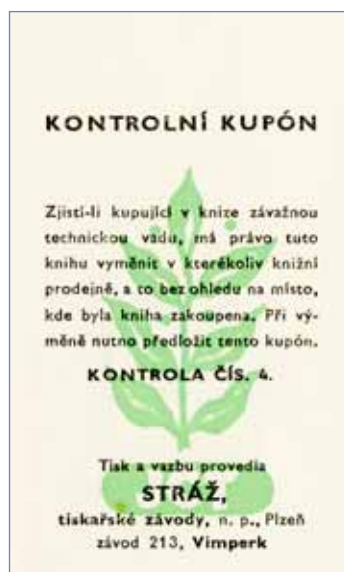 KONTROLNÍ KUPÓN
Zjistí-li kupující v knize závažnou
technickou vadu, má právo tuto
knihu vyměnit v kterékoliv knižní
prodejně, a to bez ohledu na místo,
kde byla kniha zakoupena. Při vý-
měně nutno předložit tento kupón.
KONTROLA ČÍS. 4.
Tisk a vazbu provedla
STRÁŽ,
tiskařské závody, n. p., Plzeň
závod 213, Vimperk